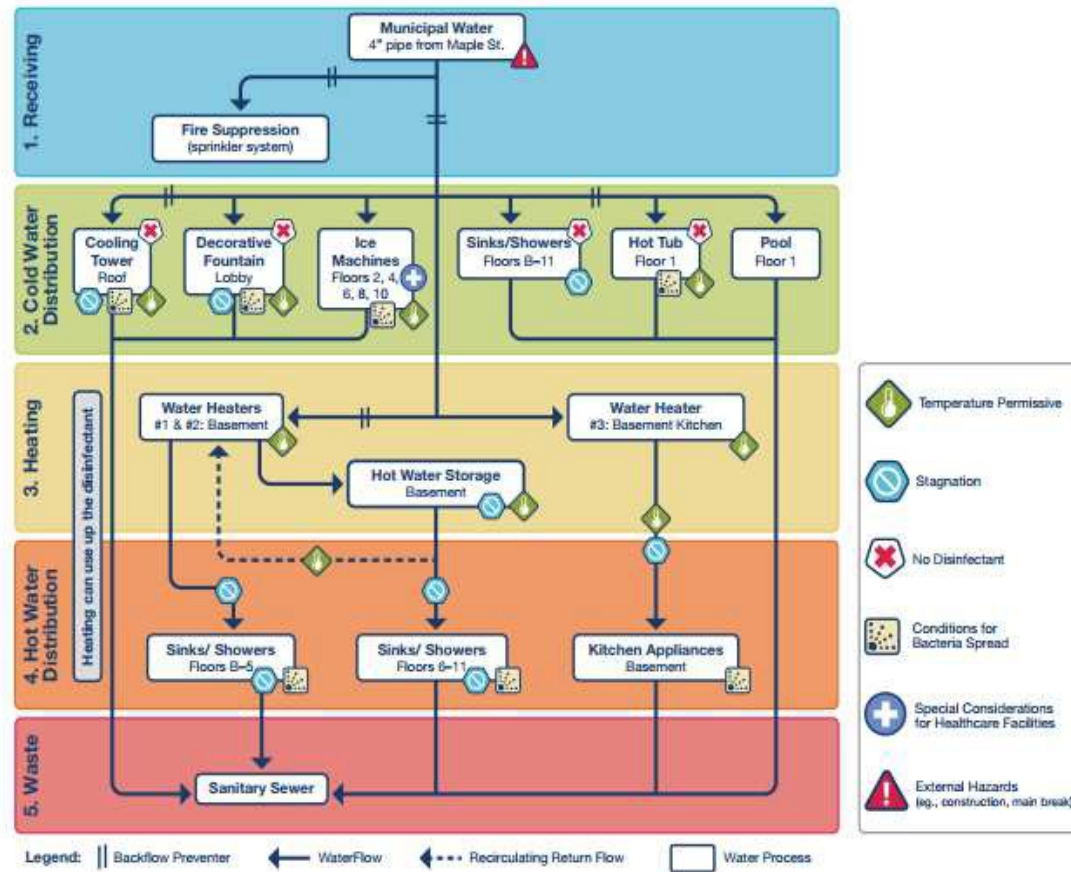 1. Receiving
Municipal Water
4" pipe from Maple St.
Fire Suppression
(sprinkler system)
2. Cold Water
Distribution
Cooling
Tower
Roof
Decorative
Fountain
Lobby
Ice
Machines
Floors 2, 4,
6, 8, 10
Sinks/Showers
Floors B–11
Hot Tub
Floor 1
Pool
Floor 1
3. Heating
Heating can use up the disinfectant
Water Heaters
#1 & #2: Basement
Water Heater
#3: Basement Kitchen
Hot Water Storage
Basement
4. Hot Water
Distribution
Sinks/ Showers
Floors B–5
Sinks/ Showers
Floors 6–11
Kitchen Appliances
Basement
5. Waste
Sanitary Sewer
Temperature Permissive
Stagnation
No Disinfectant
Conditions for
Bacteria Spread
Special Considerations
for Healthcare Facilities
External Hazards
(eg., construction, main break)
Legend: Backflow Preventer WaterFlow Recirculating Return Flow Water Process